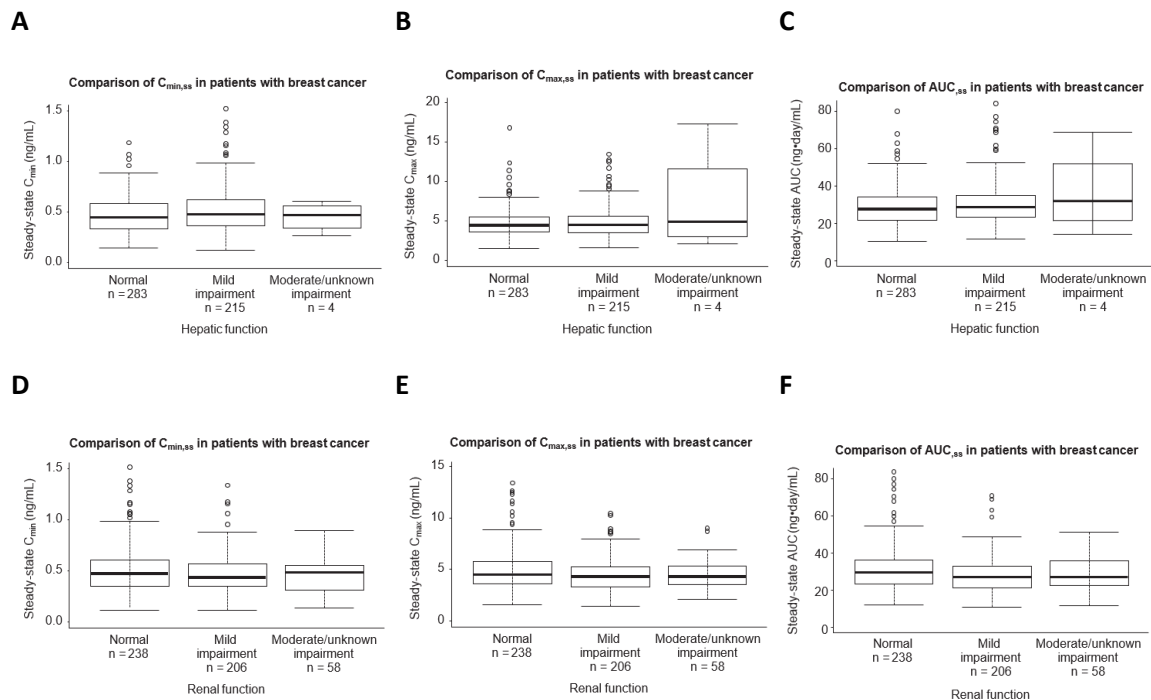 A
Comparison of Cmin,ss in patients with breast cancer
Steady-state Cmin (ng/mL)
1.5
1.0
0.5
0.0
Normal
n = 283
Mild
impairment
n = 215
Moderate/unknown
impairment
n = 4
Hepatic function
B
Comparison of Cmax,ss in patients with breast cancer
Steady-state Cmax (ng/mL)
20
15
10
5
0
Normal
n = 283
Mild
impairment
n = 215
Moderate/unknown
impairment
n = 4
Hepatic function
C
Comparison of AUC,ss in patients with breast cancer
Steady-state AUC (ng•day/mL)
80
60
40
20
0
Normal
n = 283
Mild
impairment
n = 215
Moderate/unknown
impairment
n = 4
Hepatic function
D
Comparison of Cmin,ss in patients with breast cancer
Steady-state Cmin (ng/mL)
1.5
1.0
0.5
0.0
Normal
n = 238
Mild
impairment
n = 206
Moderate/unknown
impairment
n = 58
Renal function
E
Comparison of Cmax,ss in patients with breast cancer
Steady-state Cmax (ng/mL)
15
10
5
0
Normal
n = 238
Mild
impairment
n = 206
Moderate/unknown
impairment
n = 58
Renal function
F
Comparison of AUC,ss in patients with breast cancer
Steady-state AUC (ng•day/mL)
80
60
40
20
0
Normal
n = 238
Mild
impairment
n = 206
Moderate/unknown
impairment
n = 58
Renal function